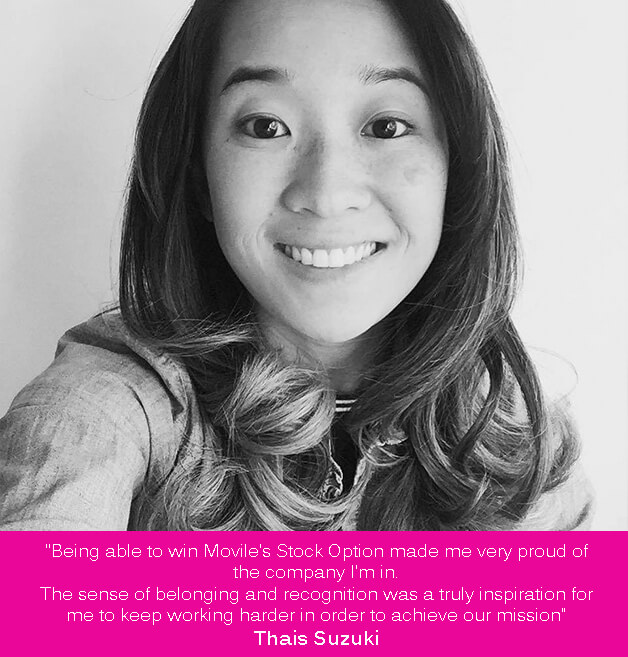 "Being able to win Movile's Stock Option made me very proud of
the company I'm in.
The sense of belonging and recognition was a truly inspiration for
me to keep working harder in order to achieve our mission"
Thais Suzuki